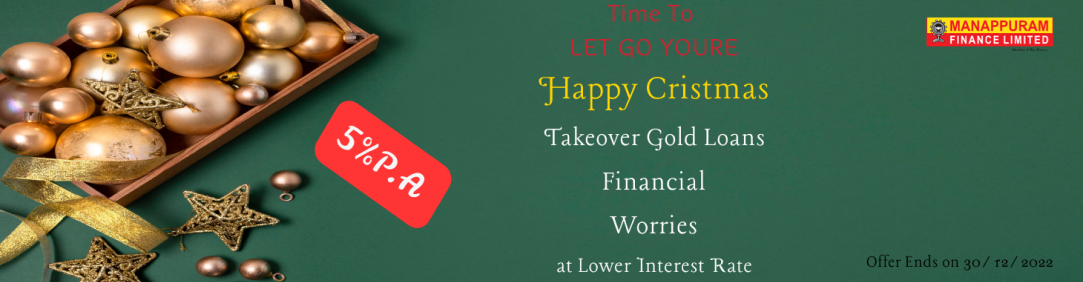 Time To
LET GO YOURE
Happy Cristmas
Takeover Gold Loans
Financial
Worries
at Lower Interest Rate
5%P.A
MANAPPURAM
FINANCE LIMITED
Offer Ends on 30/ 12/ 2022